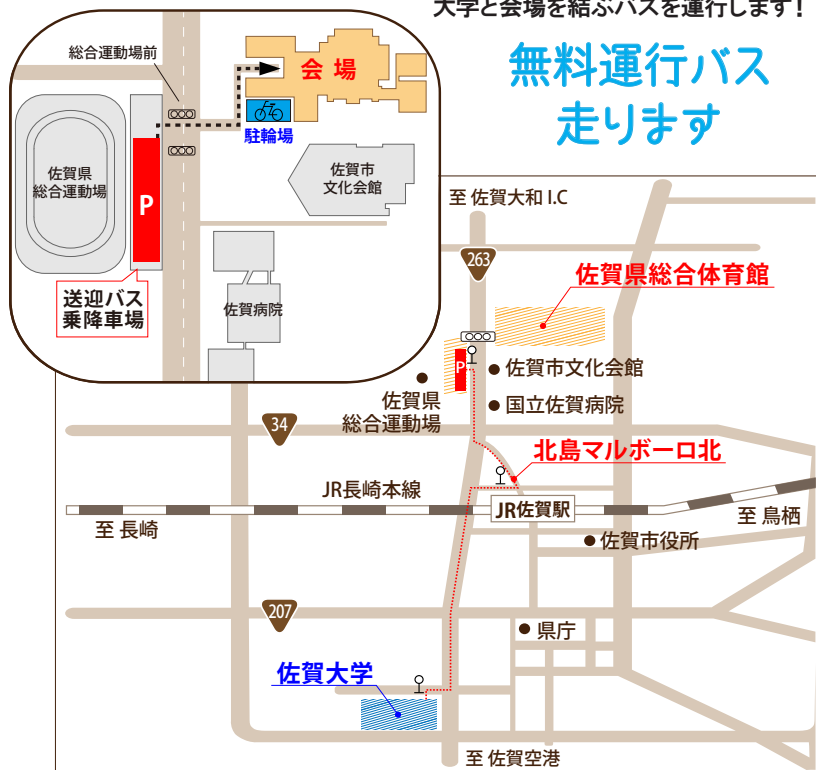 大学と会場を結ぶバスを運行します!
無料運行バス
走ります
総合運動場前
会場
駐輪場
佐賀県
総合運動場
P
佐賀市
文化会館
送迎バス
乗降車場
佐賀病院
至 佐賀大和 I.C
263
佐賀県総合体育館
P
佐賀市文化会館
佐賀県
総合運動場
国立佐賀病院
34
北島マルボーロ北
JR長崎本線
JR佐賀駅
至 長崎
至 鳥栖
佐賀市役所
207
県庁
佐賀大学
至 佐賀空港